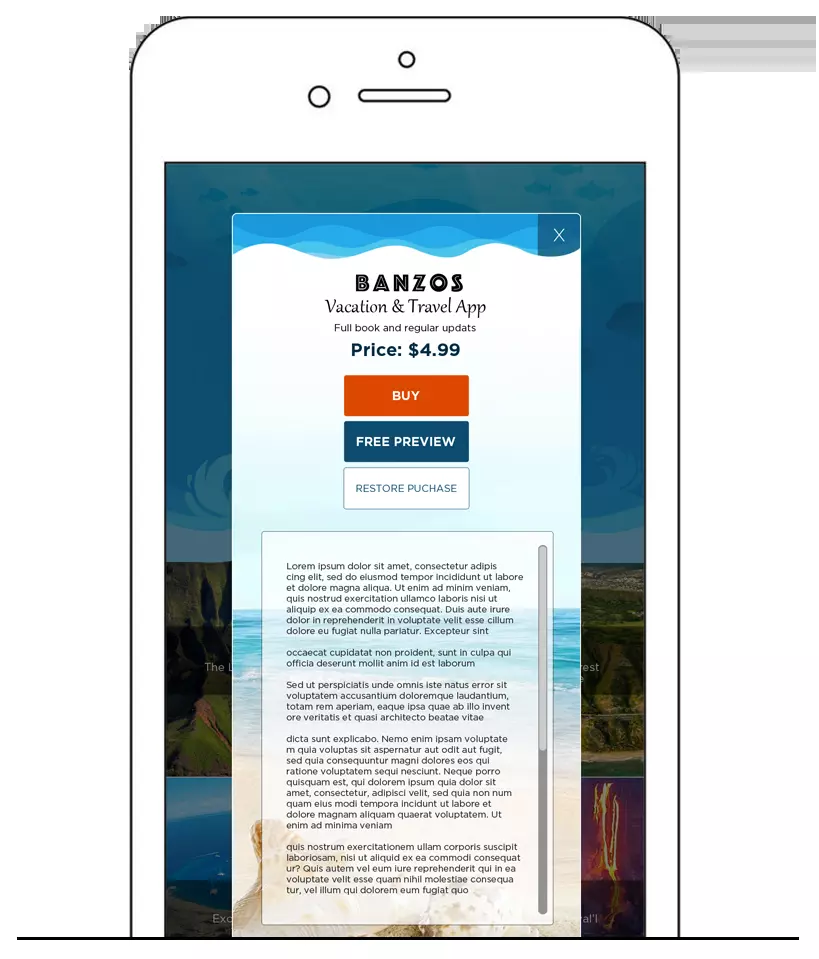 X
BANZOS
Vacation & Travel App
Full book and regular updats
Price: $4.99
BUY
FREE PREVIEW
RESTORE PUCHASE
Lorem ipsum dolor sit amet, consectetur adipis
cing elit, sed do eiusmod tempor incididunt ut labore
et dolore magna aliqua. Ut enim ad minim veniam,
quis nostrud exercitation ullamco laboris nisi ut
aliquip ex ea commodo consequat. Duis aute irure
dolor in reprehenderit in voluptate velit esse cillum
dolore eu fugiat nulla pariatur. Excepteur sint
occaecat cupidatat non proident, sunt in culpa qui
officia deserunt mollit anim id est laborum
Sed ut perspiciatis unde omnis iste natus error sit
voluptatem accusantium doloremque laudantium,
totam rem aperiam, eaque ipsa quae ab illo invent
ore veritatis et quasi architecto beatae vitae
dicta sunt explicabo. Nemo enim ipsam voluptate
m quia voluptas sit aspernatur aut odit aut fugit,
sed quia consequuntur magni dolores eos qui
ratione voluptatem sequi nesciunt. Neque porro
quisquam est, qui dolorem ipsum quia dolor sit
amet, consectetur, adipisci velit, sed quia non num
quam eius modi tempora incidunt ut labore et
dolore magnam aliquam quaerat voluptatem. Ut
enim ad minima veniam
quis nostrum exercitationem ullam corporis suscipit
laboriosam, nisi ut aliquid ex ea commodi consequat
ur? Quis autem vel eum iure reprehenderit qui in ea
voluptate velit esse quam nihil molestiae consequa
tur, vel illum qui dolorem eum fugiat quo
The